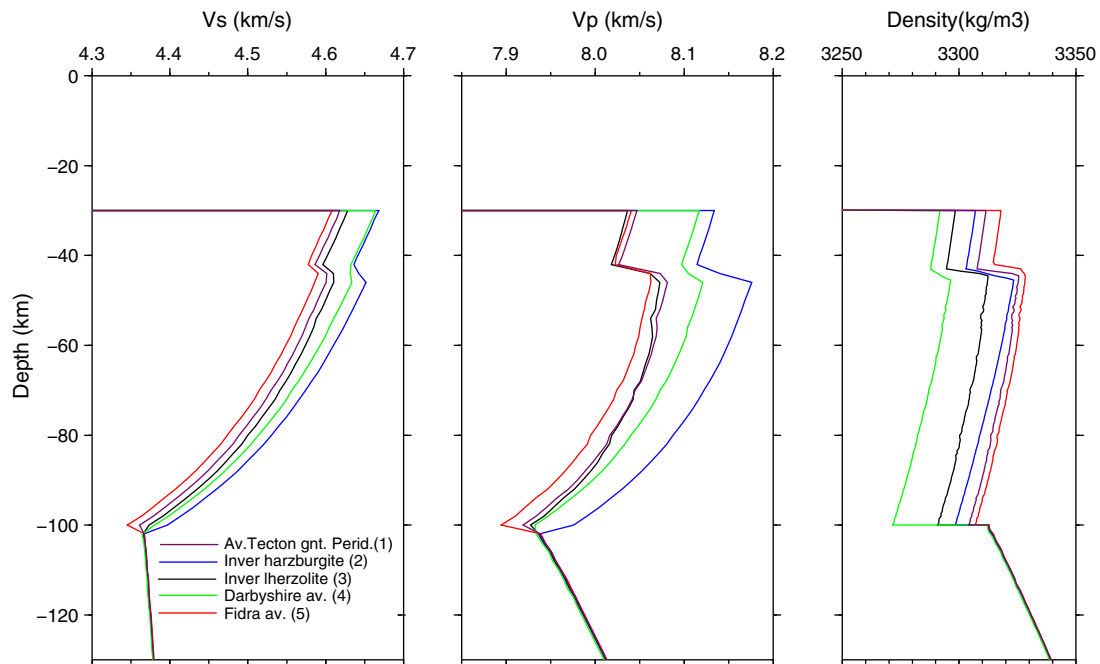 Vs (km/s) Vp (km/s) Density(kg/m3)
4.3 4.4 4.5 4.6 4.7 7.9 8.0 8.1 8.2 3250 3300 3350
0
−20
−40
−60
−80
−100
−120
Depth (km)
Av.Tecton gnt. Perid.(1)
Inver harzburgite (2)
Inver lherzolite (3)
Darbyshire av. (4)
Fidra av. (5)